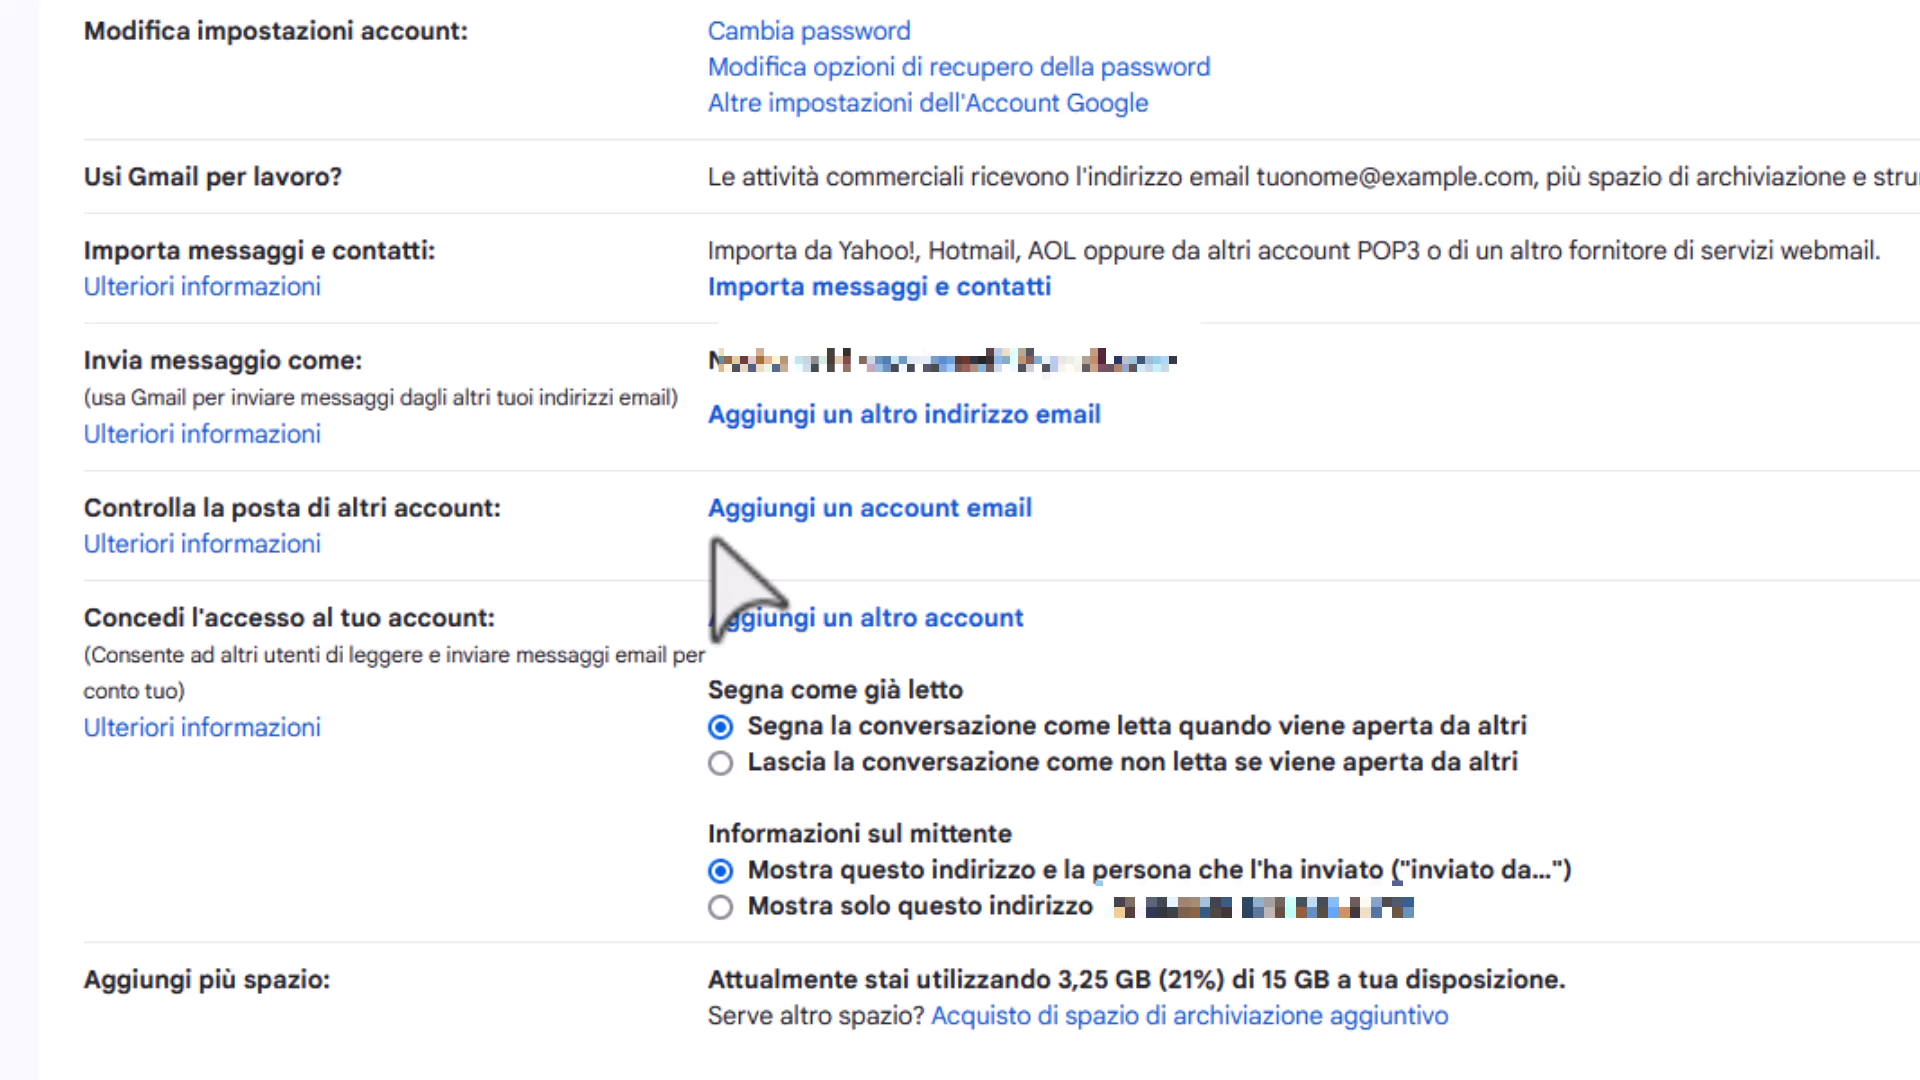 Modifica impostazioni account:
Cambia password
Modifica opzioni di recupero della password
Altre impostazioni dell'Account Google
Usi Gmail per lavoro?
Le attività commerciali ricevono l'indirizzo email tuonome@example.com, più spazio di archiviazione e
Importa messaggi e contatti:
Ulteriori informazioni
Importa da Yahoo!, Hotmail, AOL oppure da altri account POP3 o di un altro fornitore di servizi webmail.
Importa messaggi e contatti
Invia messaggio come:
(usa Gmail per inviare messaggi dagli altri tuoi indirizzi email)
Ulteriori informazioni
Aggiungi un altro indirizzo email
Controlla la posta di altri account:
Ulteriori informazioni
Aggiungi un account email
Concedi l'accesso al tuo account:
(Consente ad altri utenti di leggere e inviare messaggi email per
conto tuo)
Ulteriori informazioni
Aggiungi un altro account
Segna come già letto
Segna la conversazione come letta quando viene aperta da altri
Lascia la conversazione come non letta se viene aperta da altri
Informazioni sul mittente
Mostra questo indirizzo e la persona che l'ha inviato ("inviato da...")
Mostra solo questo indirizzo
Aggiungi più spazio:
Attualmente stai utilizzando 3,25 GB (21%) di 15 GB a tua disposizione.
Serve altro spazio? Acquisto di spazio di archiviazione aggiuntivo